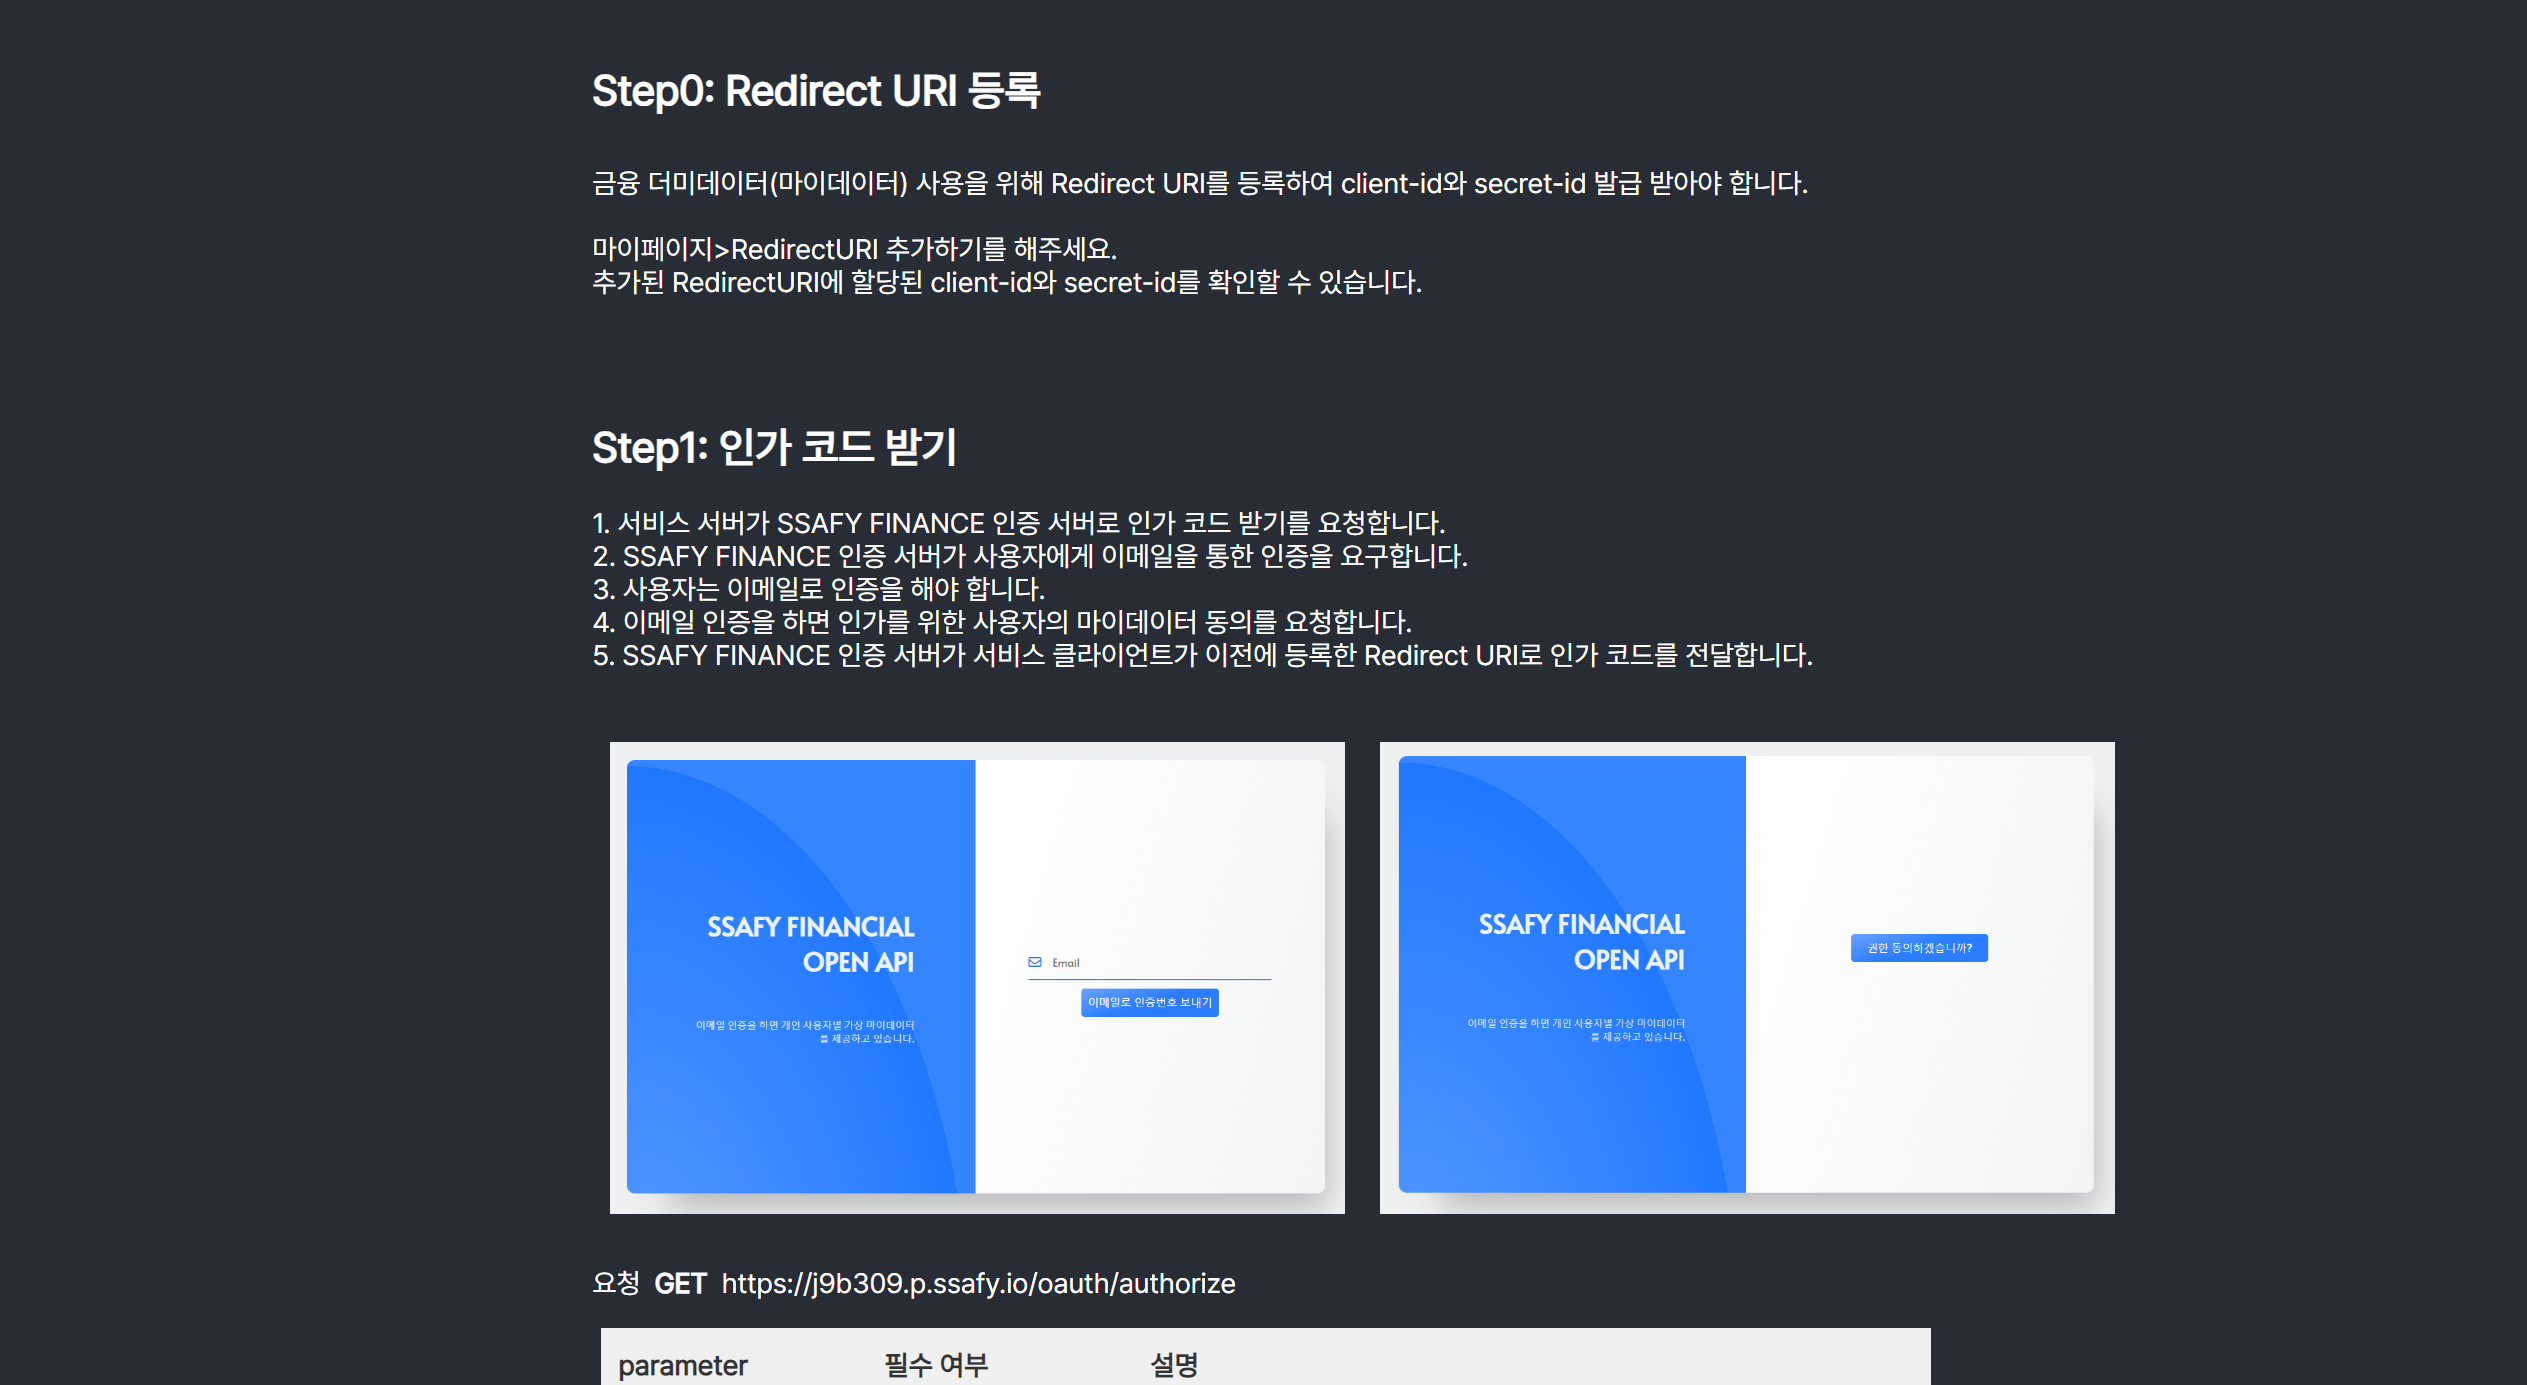 Step0: Redirect URI 등록
금융 더미데이터(마이데이터) 사용을 위해 Redirect URI를 등록하여 client-id와 secret-id 발급 받아야 합니다.
마이페이지>RedirectURI 추가하기를 해주세요.
추가된 RedirectURI에 할당된 client-id와 secret-id를 확인할 수 있습니다.
Step1: 인가 코드 받기
1. 서비스 서버가 SSAFY FINANCE 인증 서버로 인가 코드 받기를 요청합니다.
2. SSAFY FINANCE 인증 서버가 사용자에게 이메일을 통한 인증을 요구합니다.
3. 사용자는 이메일로 인증을 해야 합니다.
4. 이메일 인증을 하면 인가를 위한 사용자의 마이데이터 동의를 요청합니다.
5. SSAFY FINANCE 인증 서버가 서비스 클라이언트가 이전에 등록한 Redirect URI로 인가 코드를 전달합니다.
SSAFY FINANCIAL
OPEN API
이메일 인증을 하면 개인 사용자별 가상 마이데이터
를 제공하고 있습니다.
Email
이메일로 인증번호 보내기
SSAFY FINANCIAL
OPEN API
이메일 인증을 하면 개인 사용자별 가상 마이데이터
를 제공하고 있습니다.
권한 동의하겠습니까?
요청 GET https://j9b309.p.ssafy.io/oauth/authorize
parameter 필수 여부 설명